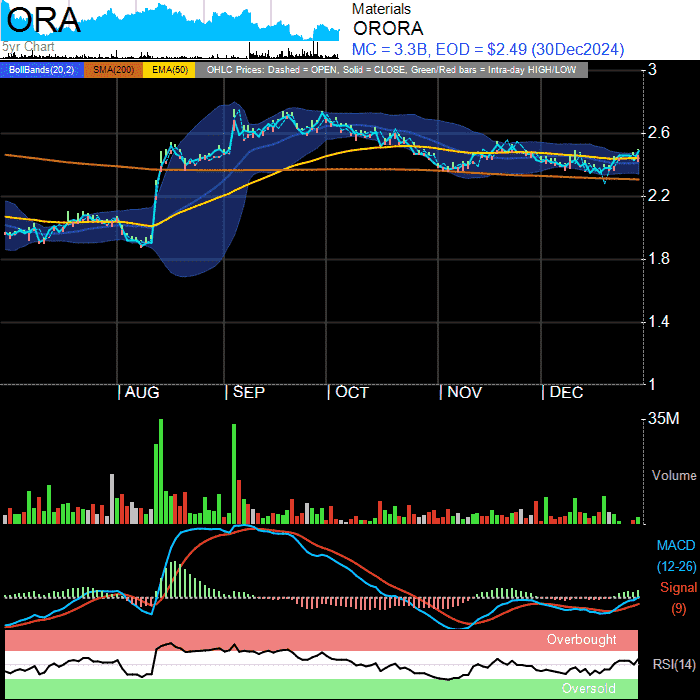 ORA
Materials
ORORA
5yr Chart
MC = 3.3B, EOD = $2.49 (30Dec2024)
BollBands(20,2) SMA(200) EMA(50) OHLC Prices: Dashed = OPEN, Solid = CLOSE, Green/Red bars = Intra-day HIGH/LOW
3
2.6
2.2
1.8
1.4
1
AUG SEP OCT NOV DEC
35M
Volume
MACD
(12-26)
Signal
(9)
Overbought
RSI(14)
Oversold